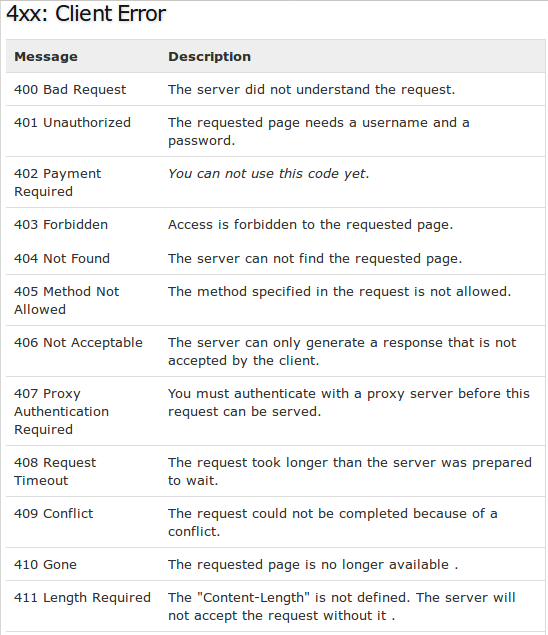 4xx: Client Error
Message Description
400 Bad Request The server did not understand the request.
401 Unauthorized The requested page needs a username and a
password.
402 Payment You can not use this code yet.
Required
403 Forbidden Access is forbidden to the requested page.
404 Not Found The server can not find the requested page.
405 Method Not The method specified in the request is not allowed.
Allowed
406 Not Acceptable The server can only generate a response that is not
accepted by the client.
407 Proxy You must authenticate with a proxy server before this
Authentication request can be served.
Required
408 Request The request took longer than the server was prepared
Timeout to wait.
409 Conflict The request could not be completed because of a
conflict.
410 Gone The requested page is no longer available .
411 Length Required The "Content-Length" is not defined. The server will
not accept the request without it .